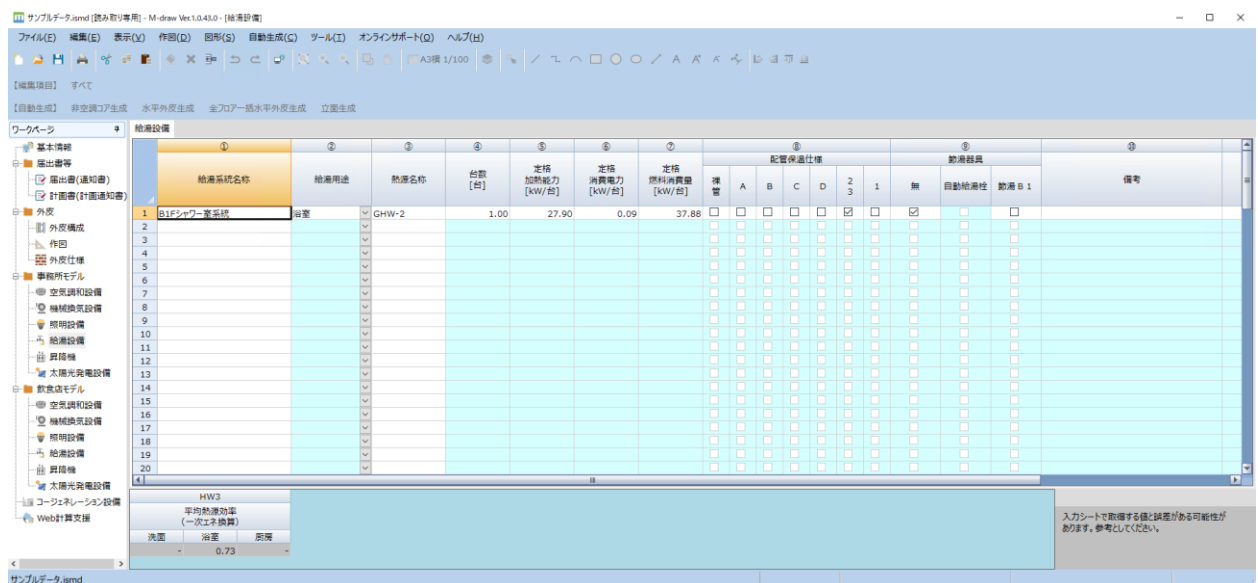 サンプルデータ.ismd [読み取り専用] - M-draw Ver.1.0.43.0 - [給湯設備]
ファイル(F) 編集(E) 表示(V) 作図(D) 図形(S) 自動生成(C) ツール(T) オンラインサポート(O) ヘルプ(H)
A3横 1/100
【編集項目】 すべて
【自動生成】 非空調コア生成 水平外皮生成 全フロアー括水平外皮生成 立面生成
ワークページ
基本情報
届出書等
届出書(通知書)
計画書(計画通知書)
外皮
外皮構成
作図
外皮仕様
事務所モデル
空気調和設備
機械換気設備
照明設備
給湯設備
昇降機
太陽光発電設備
飲食店モデル
空気調和設備
機械換気設備
照明設備
給湯設備
昇降機
太陽光発電設備
コージェネレーション設備
Web計算支援
給湯設備
① ② ③ ④ ⑤ ⑥ ⑦ ⑧ ⑨ ⑩
給湯系統名称 給湯用途 熱源名称 台数 [台] 定格 加熱能力 [kW/台] 定格 消費電力 [kW/台] 定格 燃料消費量 [kW/台] 配管保温仕様 節湯器具 備考
裸管 A B C D 2 3 1 無 自動給湯栓 節湯B1
1 B1Fシャワー室系統 浴室 GHW-2 1.00 27.90 0.09 37.88
2
3
4
5
6
7
8
9
10
11
12
13
14
15
16
17
18
19
20
HW3
平均熱源効率
(一次エネ換算)
洗面 浴室 厨房
- 0.73 -
入力シートで取得する値と誤差がある可能性が
あります。参考としてください。
サンプルデータ.ismd